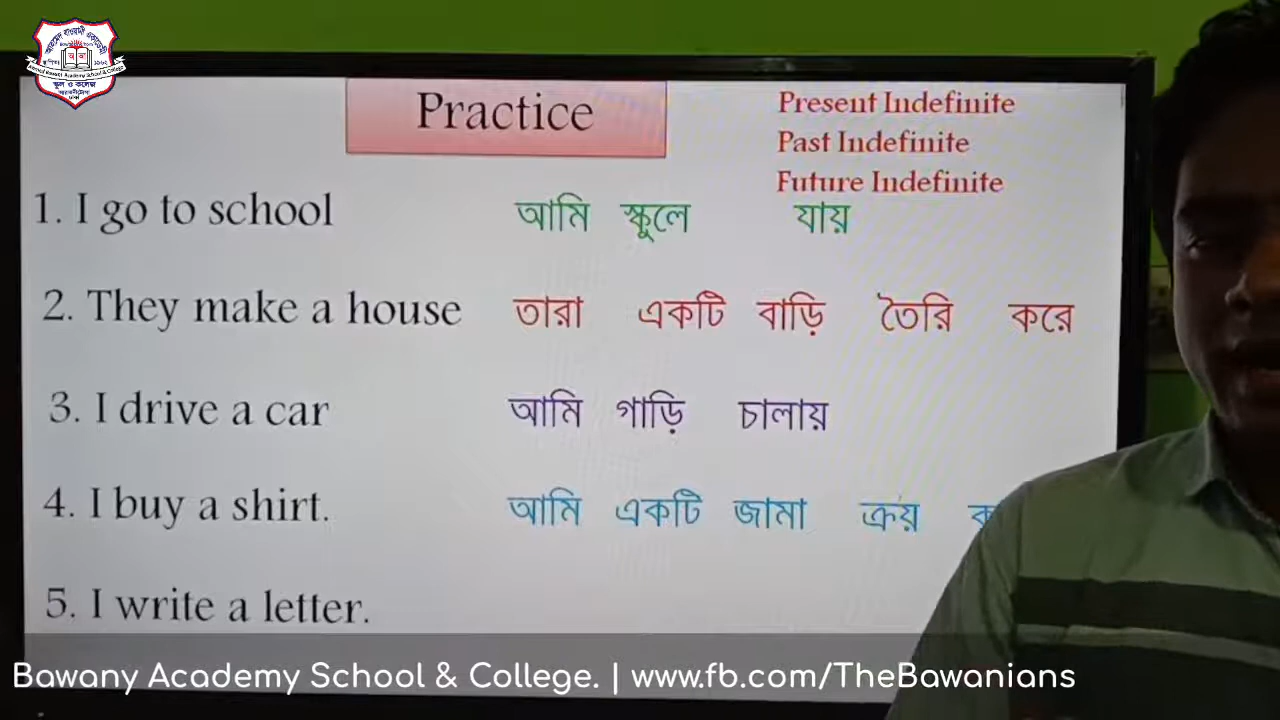 Practice
Present Indefinite
Past Indefinite
Future Indefinite
1. I go to school আমি স্কুলে যায়
2. They make a house তারা একটি বাড়ি তৈরি করে
3. I drive a car আমি গাড়ি চালায়
4. I buy a shirt. আমি একটি জামা ক্রয়
5. I write a letter.
Bawany Academy School & College. | www.fb.com/TheBawanians